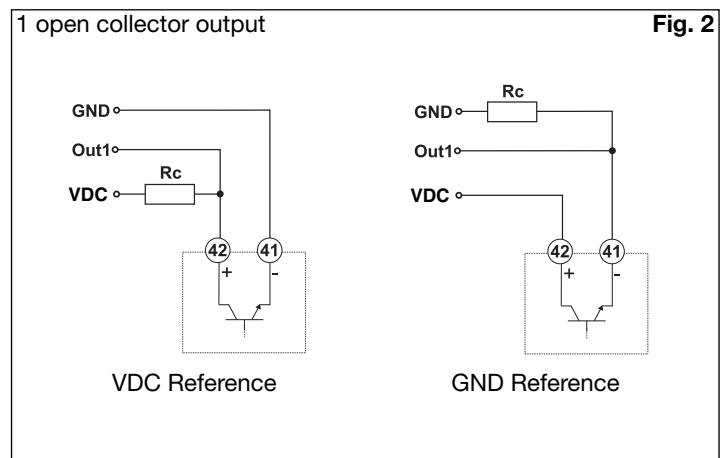 1 open collector output Fig. 2
GND
Out1
VDC
Rc
42 41
+ -
VDC Reference
Rc
GND
Out1
VDC
42 41
+ -
GND Reference